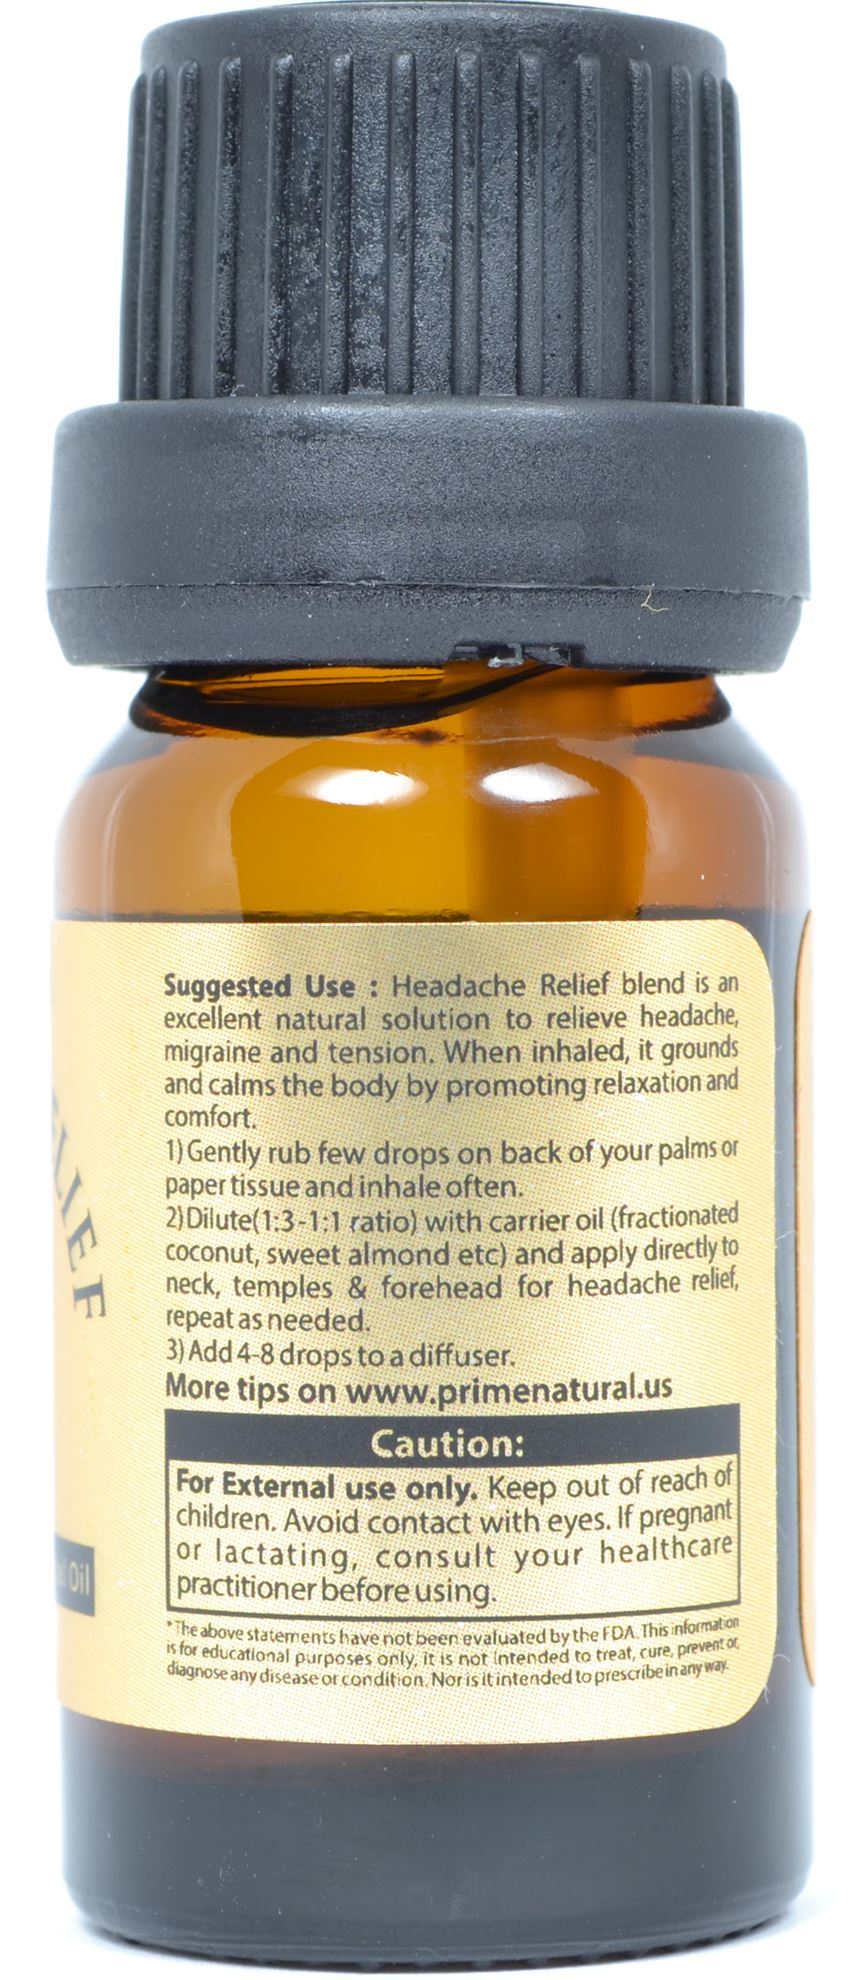 Suggested Use : Headache Relief blend is an
excellent natural solution to relieve headache,
migraine and tension. When inhaled, it grounds
and calms the body by promoting relaxation and
comfort.
1) Gently rub few drops on back of your palms or
paper tissue and inhale often.
2) Dilute(1:3-1:1 ratio) with carrier oil (fractionated
coconut, sweet almond etc) and apply directly to
neck, temples & forehead for headache relief,
repeat as needed.
3) Add 4-8 drops to a diffuser.
More tips on www.primenatural.us
Caution:
For External use only. Keep out of reach of
children. Avoid contact with eyes. If pregnant
or lactating, consult your healthcare
practitioner before using.
*The above statements have not been evaluated by the FDA. This information
is for educational purposes only, it is not intended to treat, cure, prevent or,
diagnose any disease or condition. Nor is it intended to prescribe in any way.
Oil